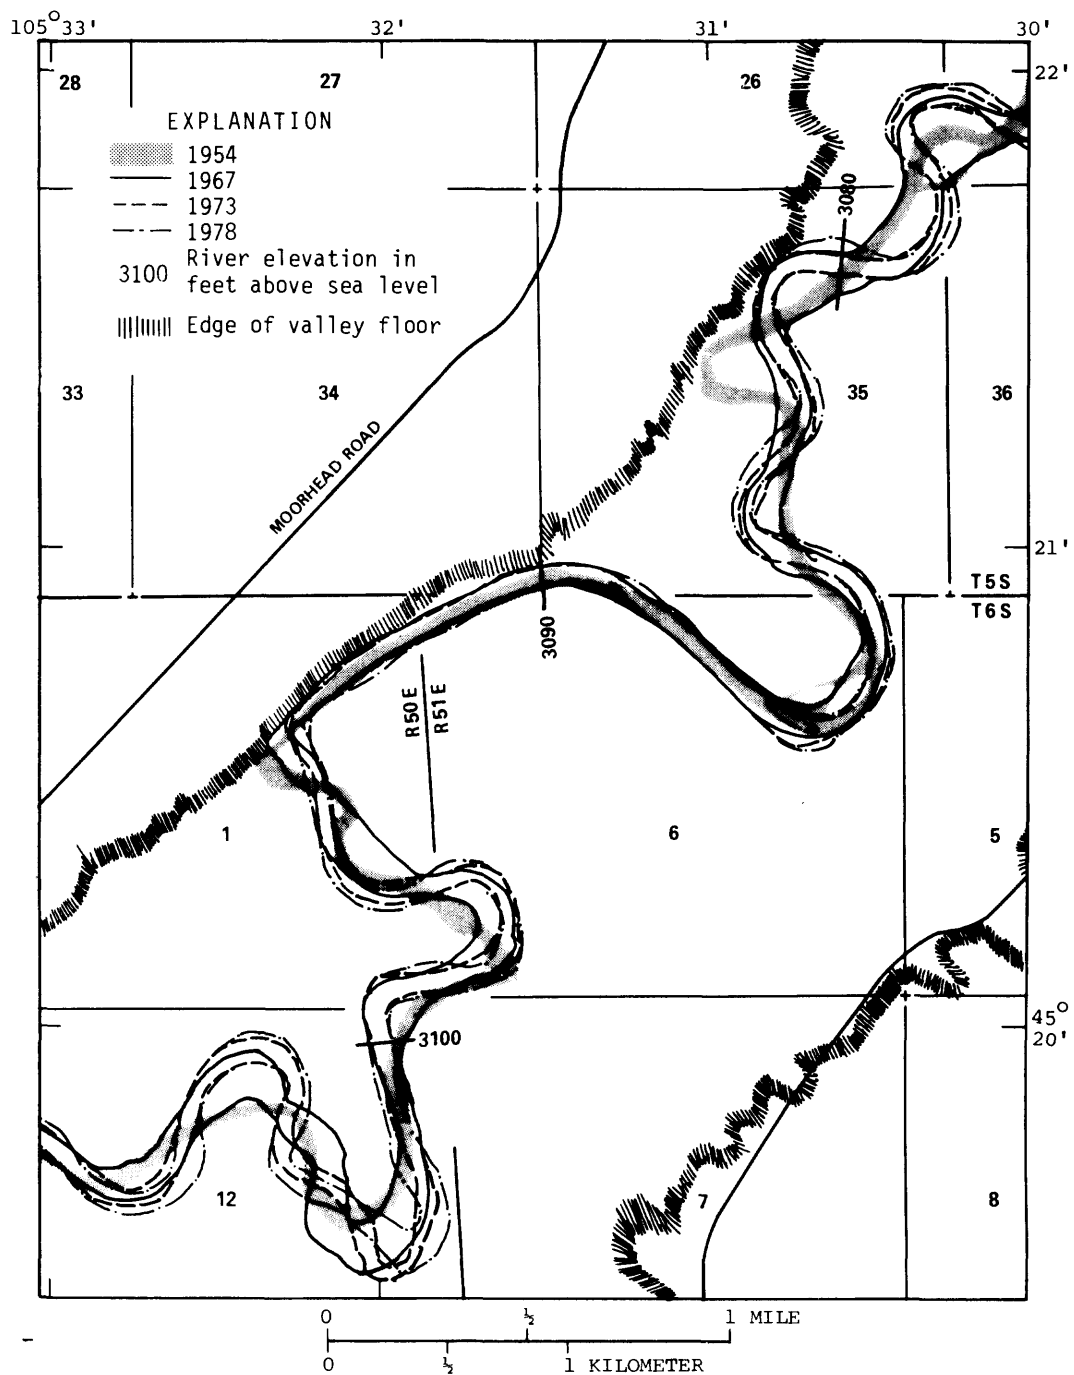 105° 33' 32' 31' 30'
28 27 26 22'
EXPLANATION
1954
1967
1973
1978
3100 River elevation in
feet above sea level
Edge of valley floor
3080
33 34 35 36
MOORHEAD ROAD
21'
T5S
T6S
3090
R50E
R51E
1 6 5
45°
20'
3100
12 7 8
0 ½ 1 MILE
0 ½ 1 KILOMETER